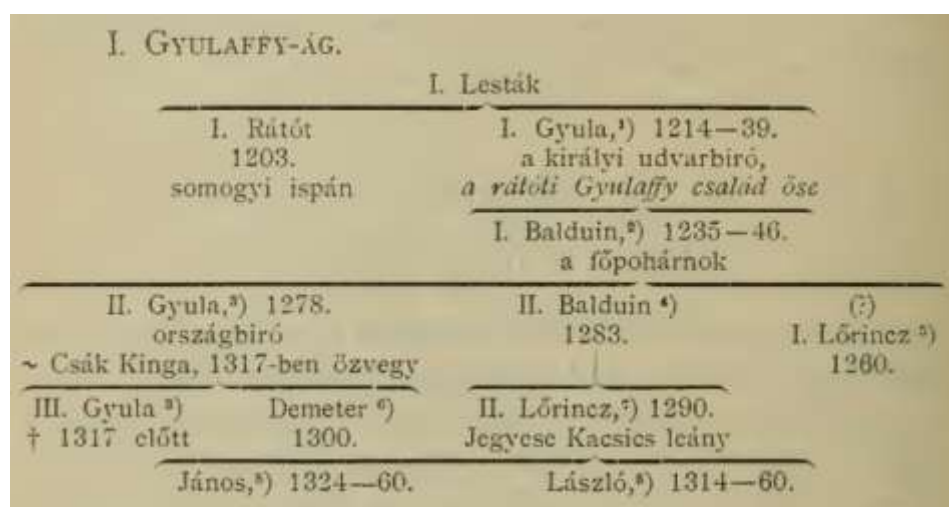 I. GYULAFFY-ÁG.
I. Lesták
I. Rátót I. Gyula,¹) 1214—39.
1203. a királyi udvarbíró,
somogyi ispán a rátóti Gyulaffy család őse
I. Balduin,²) 1235—46.
a főpohárnok
II. Gyula,³) 1278. II. Balduin ⁴) (?)
országbiró 1283. I. Lőrincz ⁵)
~ Csák Kinga, 1317-ben özvegy 1260.
III. Gyula ³) Demeter ⁶) II. Lőrincz,⁷) 1290.
† 1317 előtt 1300. Jegyese Kacsics leány
János,⁸) 1324—60. László,⁸) 1314—60.